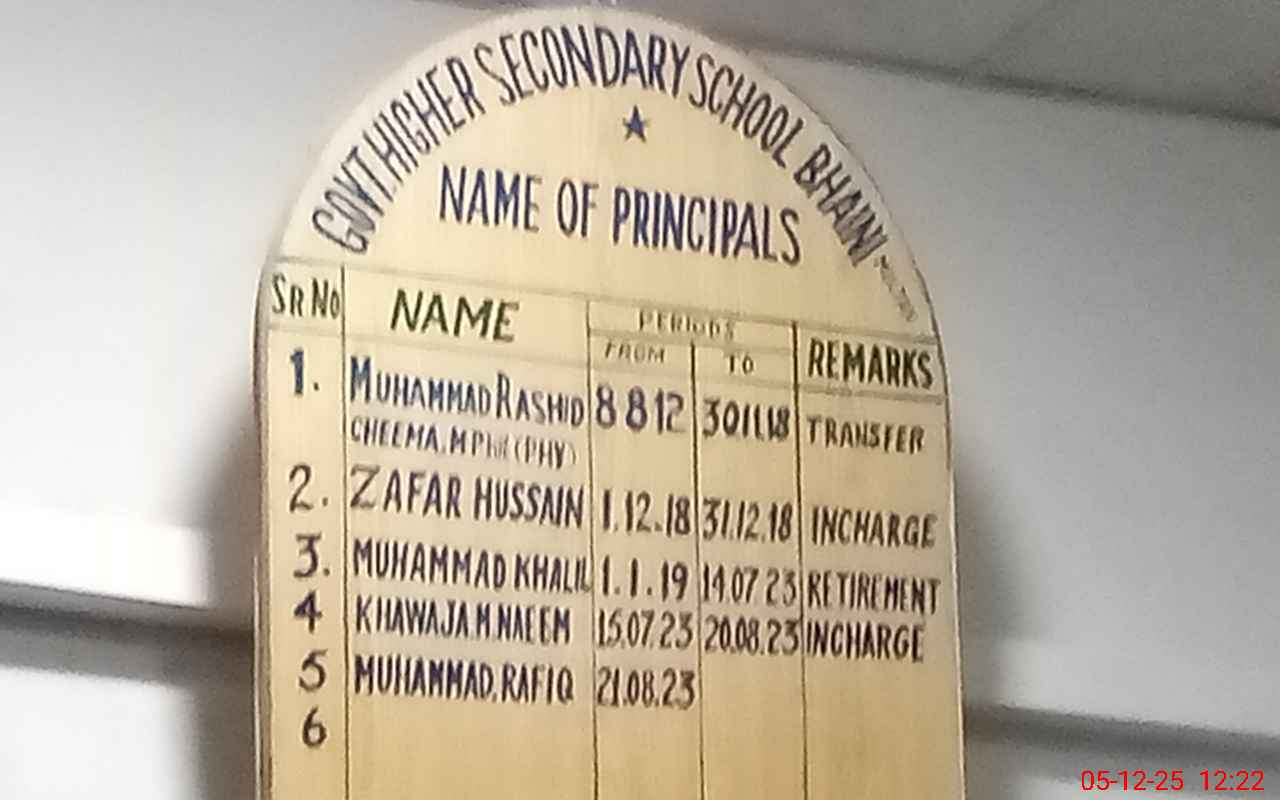 GOVT. HIGHER SECONDARY SCHOOL BHAINI
NAME OF PRINCIPALS
SR NO NAME PERIODS REMARKS
FROM TO
1. MUHAMMAD RASHID 8 8 12 30.11.18 TRANSFER
CHEEMA. M Phil (PHY)
2. ZAFAR HUSSAIN 1.12.18 31.12.18 INCHARGE
3. MUHAMMAD KHALIL 1.1.19 14.07 23 RETIREMENT
4 KHAWAJA.M.NAEEM 15.07.23 20.08.23 INCHARGE
5 MUHAMMAD.RAFIQ 21.08.23
6
05-12-25 12:22